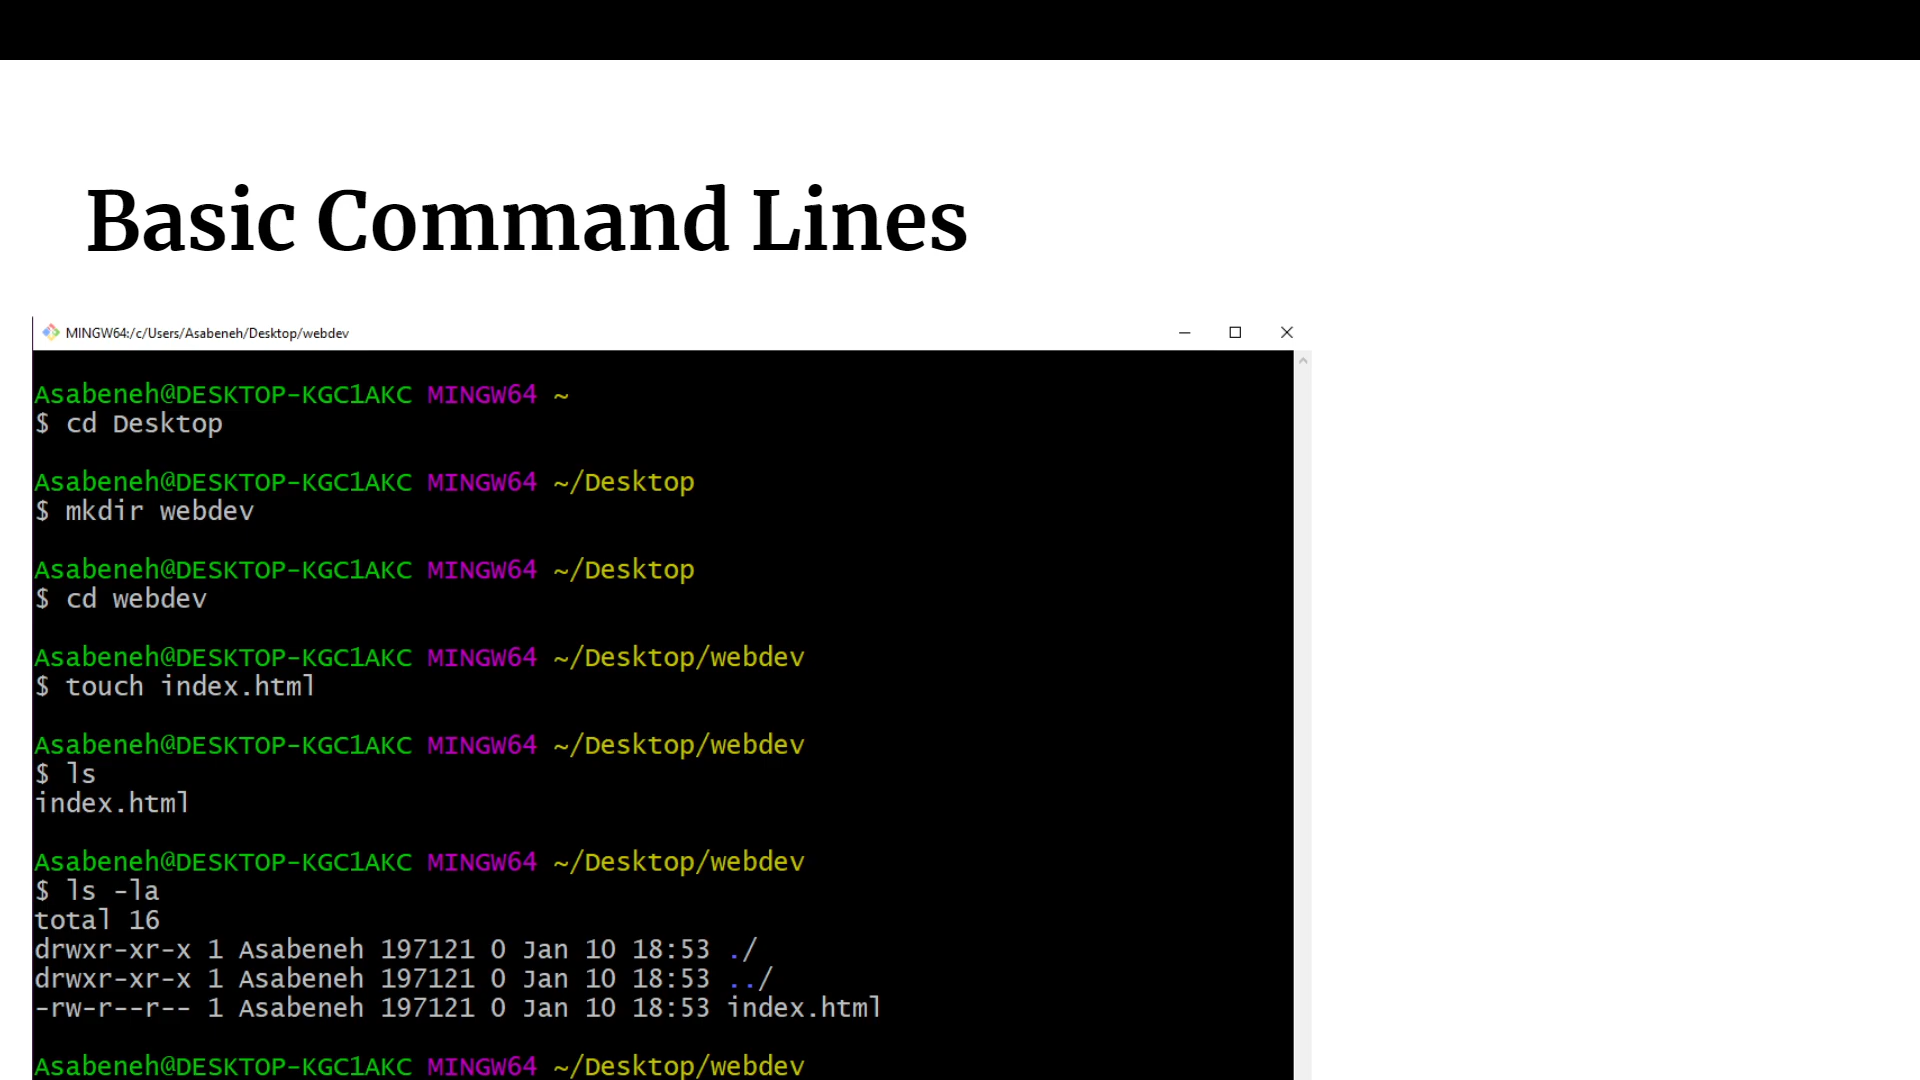 Basic Command Lines
MINGW64:/c/Users/Asabeneh/Desktop/webdev
Asabeneh@DESKTOP-KGC1AKC MINGW64 ~
$ cd Desktop
Asabeneh@DESKTOP-KGC1AKC MINGW64 ~/Desktop
$ mkdir webdev
Asabeneh@DESKTOP-KGC1AKC MINGW64 ~/Desktop
$ cd webdev
Asabeneh@DESKTOP-KGC1AKC MINGW64 ~/Desktop/webdev
$ touch index.html
Asabeneh@DESKTOP-KGC1AKC MINGW64 ~/Desktop/webdev
$ ls
index.html
Asabeneh@DESKTOP-KGC1AKC MINGW64 ~/Desktop/webdev
$ ls -la
total 16
drwxr-xr-x 1 Asabeneh 197121 0 Jan 10 18:53 ./
drwxr-xr-x 1 Asabeneh 197121 0 Jan 10 18:53 ../
-rw-r--r-- 1 Asabeneh 197121 0 Jan 10 18:53 index.html
Asabeneh@DESKTOP-KGC1AKC MINGW64 ~/Desktop/webdev